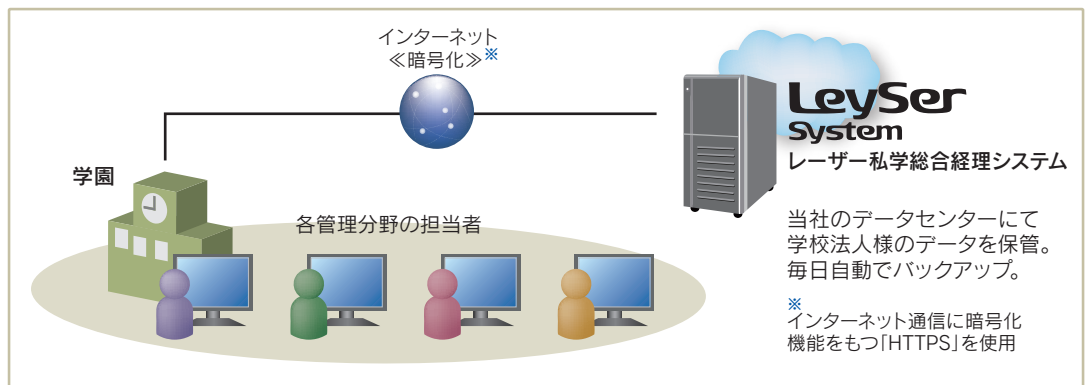 インターネット
≪暗号化≫※
LeySer
System
レーザー私学総合経理システム
学園
各管理分野の担当者
当社のデータセンターにて
学校法人様のデータを保管。
毎日自動でバックアップ。
※
インターネット通信に暗号化
機能をもつ「HTTPS」を使用